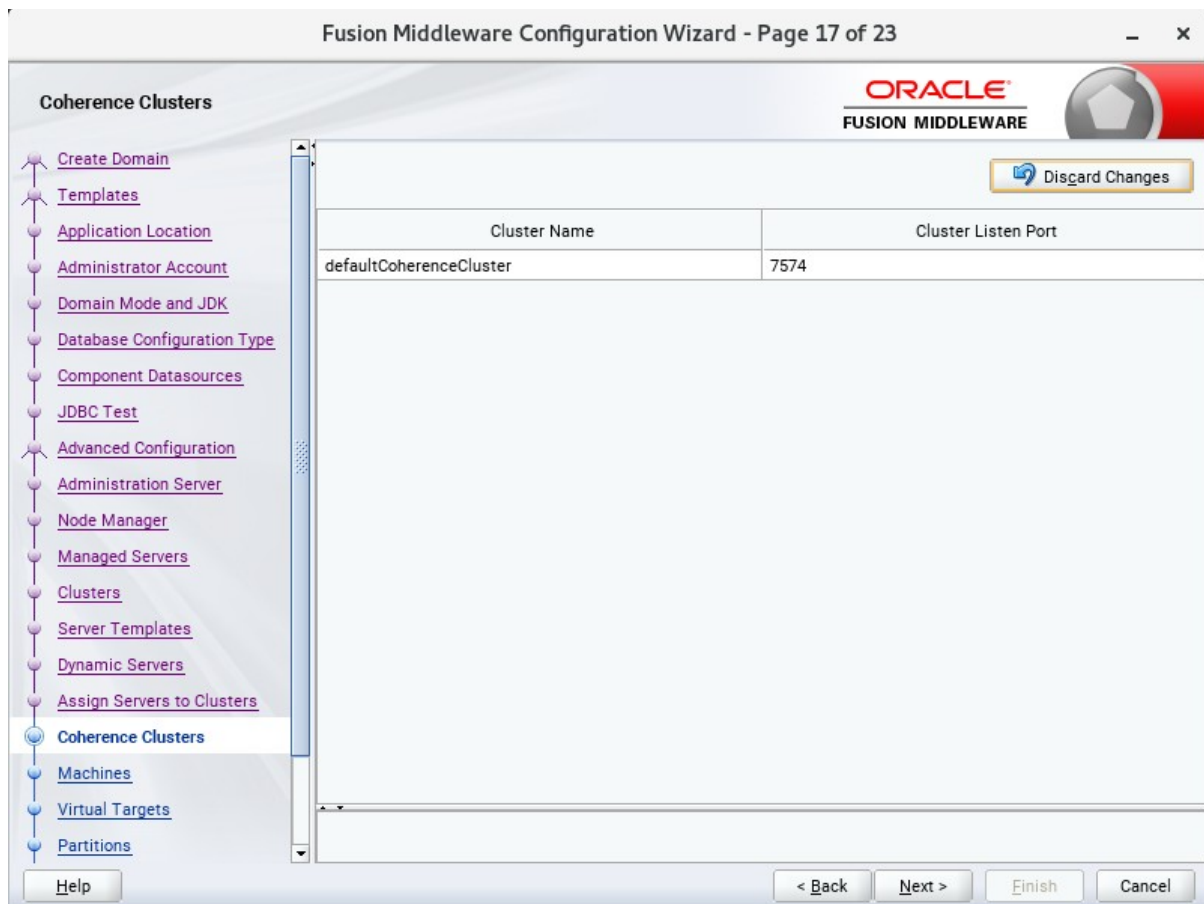 Fusion Middleware Configuration Wizard - Page 17 of 23
Coherence Clusters
ORACLE
FUSION MIDDLEWARE
Create Domain
Templates
Application Location
Administrator Account
Domain Mode and JDK
Database Configuration Type
Component Datasources
JDBC Test
Advanced Configuration
Administration Server
Node Manager
Managed Servers
Clusters
Server Templates
Dynamic Servers
Assign Servers to Clusters
Coherence Clusters
Machines
Virtual Targets
Partitions
Discard Changes
Cluster Name Cluster Listen Port
defaultCoherenceCluster 7574
Help < Back Next > Finish Cancel